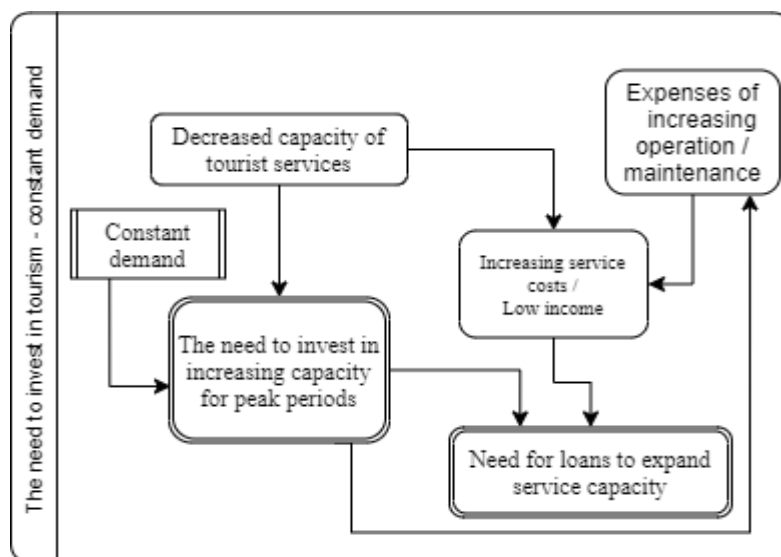 The need to invest in tourism - constant demand
Decreased capacity of
tourist services
Expenses of
increasing
operation /
maintenance
Constant
demand
Increasing service
costs /
Low income
The need to invest in
increasing capacity
for peak periods
Need for loans to expand
service capacity